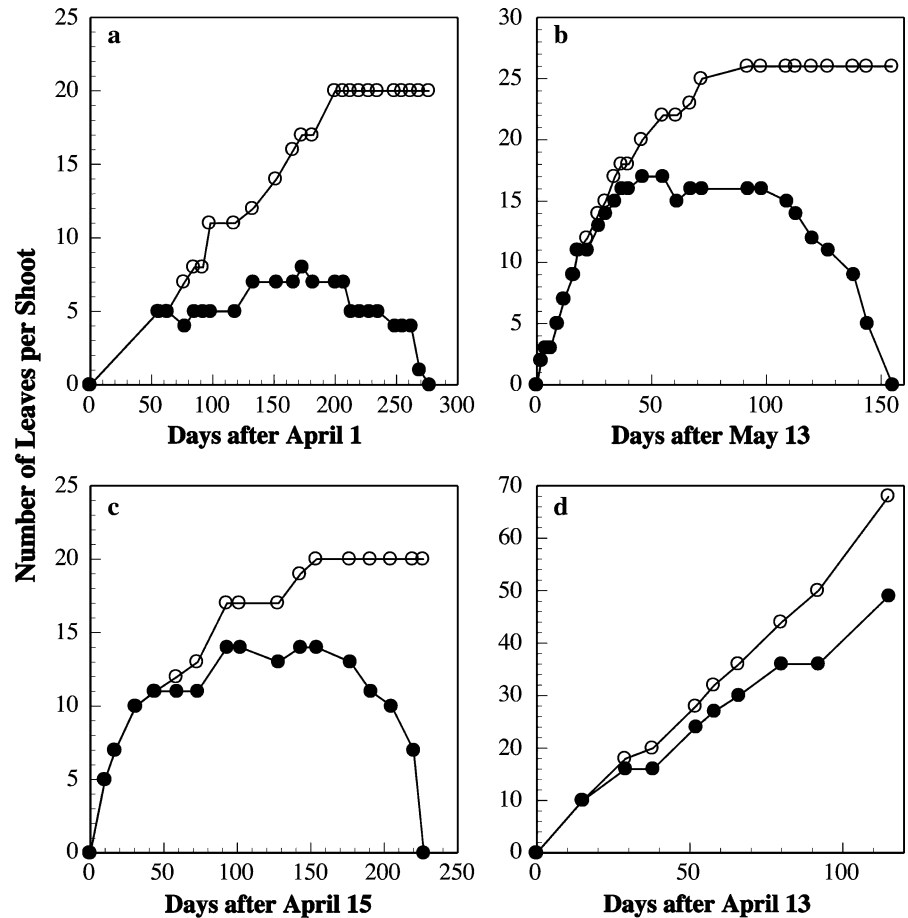 Number of Leaves per Shoot
a
25
20
15
10
5
0
0 50 100 150 200 250 300
Days after April 1
b
30
25
20
15
10
5
0
0 50 100 150
Days after May 13
c
25
20
15
10
5
0
0 50 100 150 200 250
Days after April 15
d
70
60
50
40
30
20
10
0
0 50 100
Days after April 13